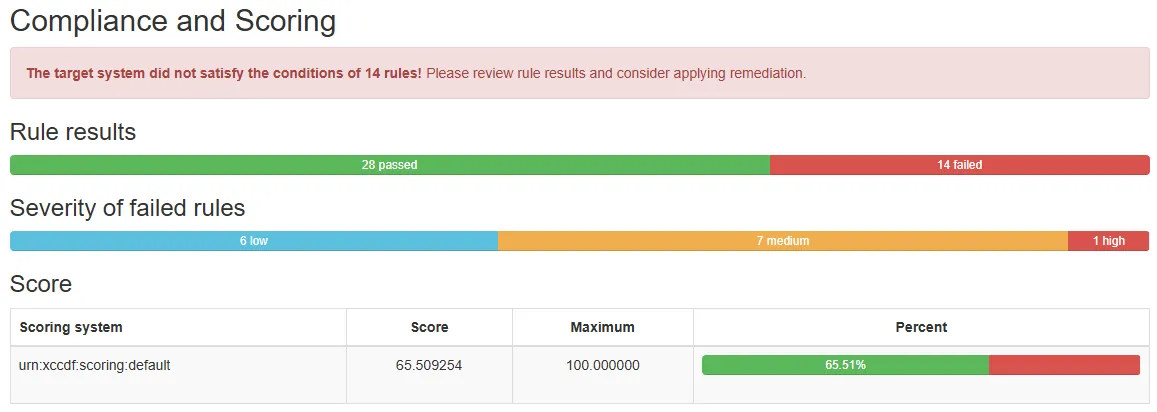 Compliance and Scoring
The target system did not satisfy the conditions of 14 rules! Please review rule results and consider applying remediation.
Rule results
28 passed 14 failed
Severity of failed rules
6 low 7 medium 1 high
Score
Scoring system Score Maximum Percent
urn:xccdf:scoring:default 65.509254 100.000000 65.51%